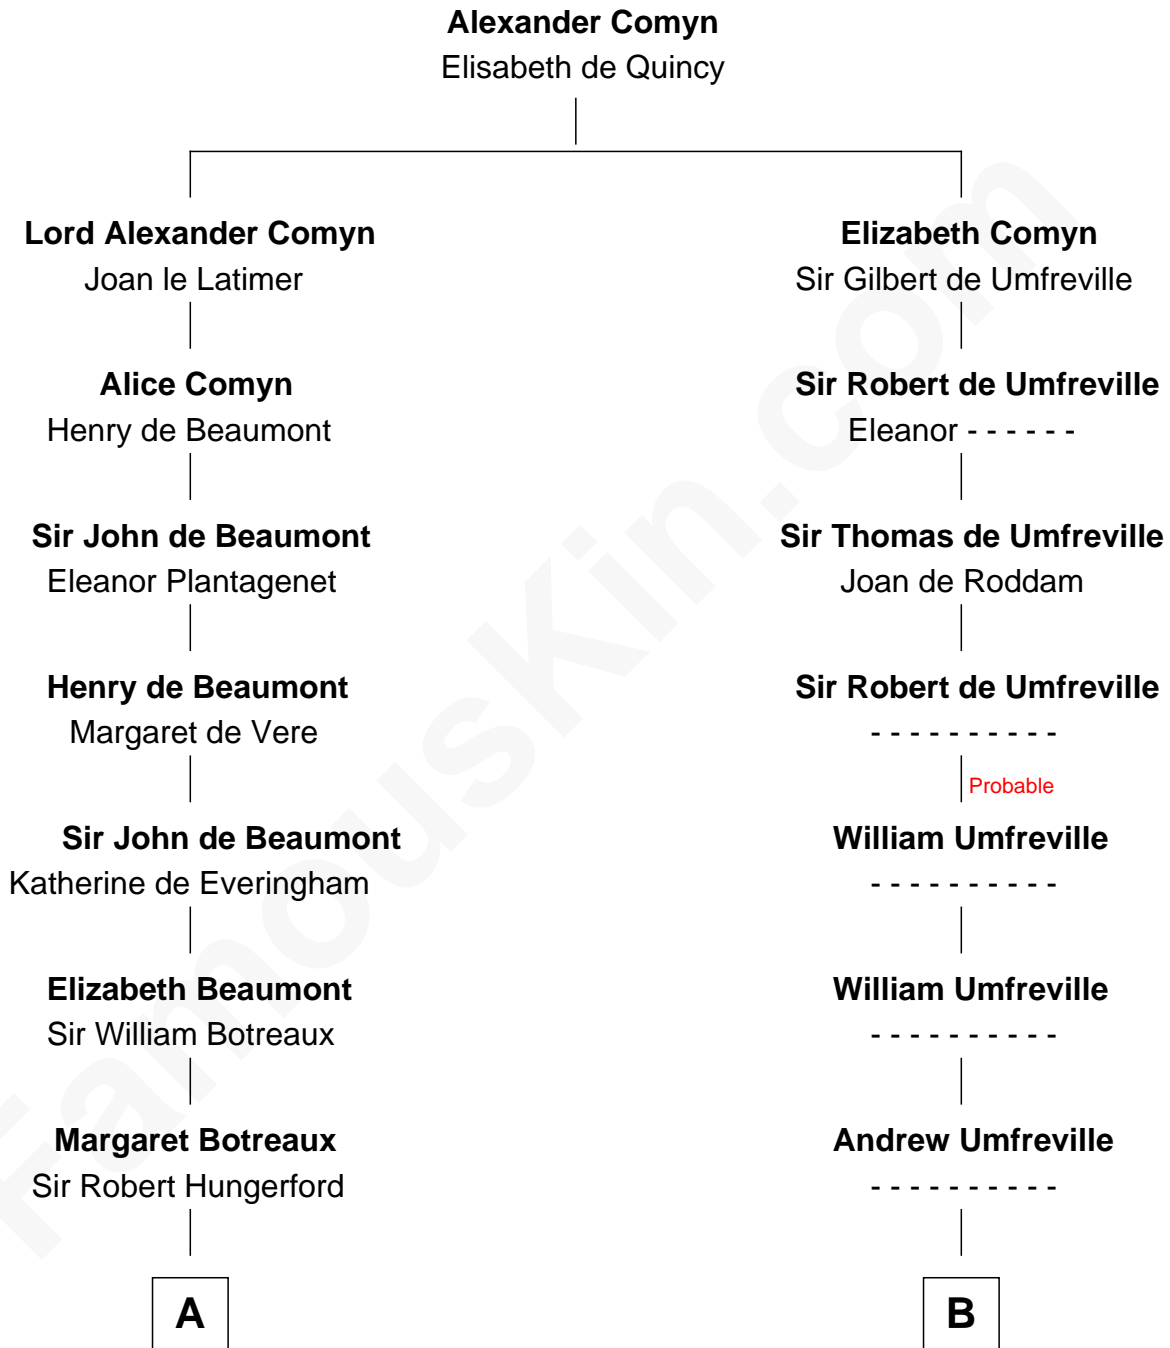 Alexander Comyn
Elisabeth de Quincy
Lord Alexander Comyn
Joan le Latimer
Elizabeth Comyn
Sir Gilbert de Umfreville
Alice Comyn
Henry de Beaumont
Sir Robert de Umfreville
Eleanor - - - - - -
Sir John de Beaumont
Eleanor Plantagenet
Sir Thomas de Umfreville
Joan de Roddam
Henry de Beaumont
Margaret de Vere
Sir Robert de Umfreville
- - - - - - - - - -
Probable
Sir John de Beaumont
Katherine de Everingham
William Umfreville
- - - - - - - - - -
Elizabeth Beaumont
Sir William Botreaux
William Umfreville
- - - - - - - - - -
Margaret Botreaux
Sir Robert Hungerford
Andrew Umfreville
- - - - - - - - - -
A
B
FamousKin.com